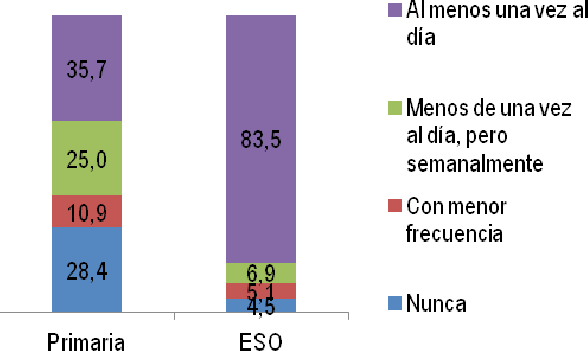 35,7
25,0
10,9
28,4
Primaria
83,5
6,9
5,1
4,5
ESO
Al menos una vez al
día
Menos de una vez
al día, pero
semanalmente
Con menor
frecuencia
Nunca